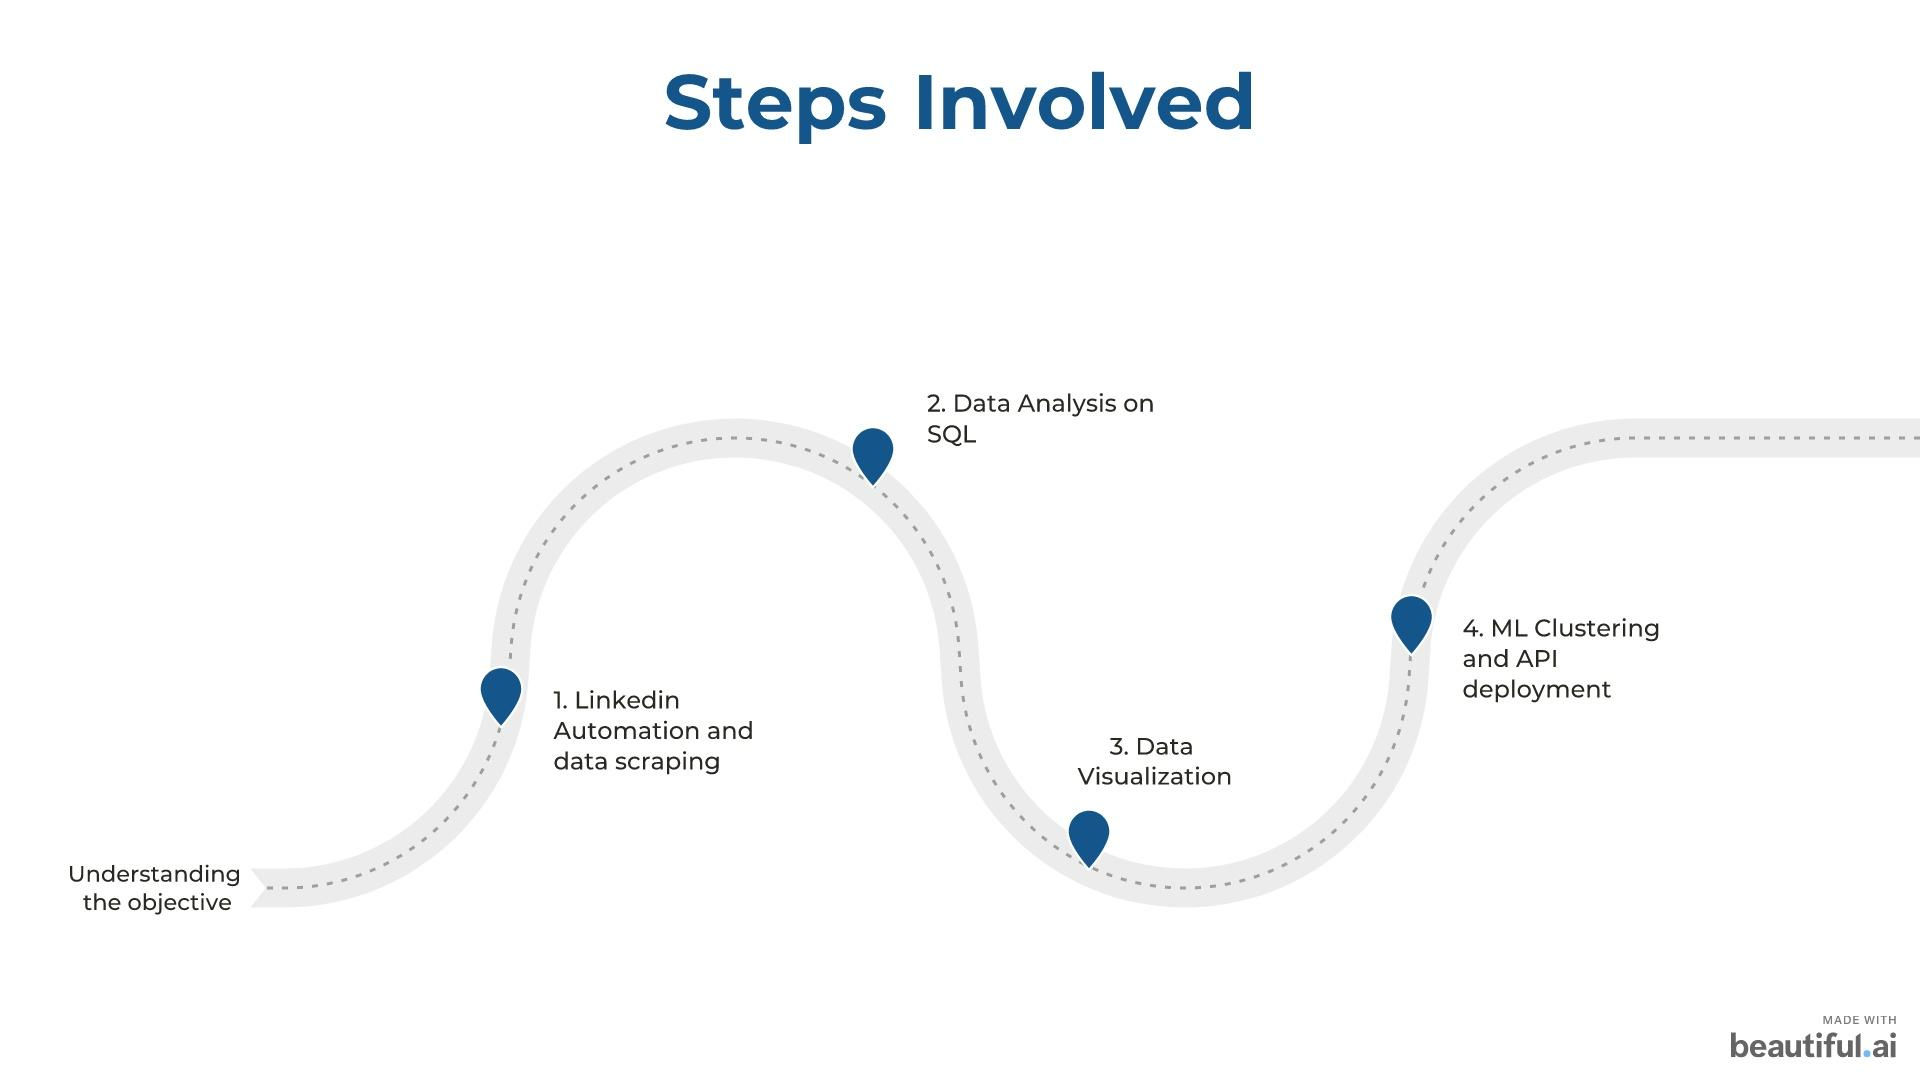 Steps Involved
2. Data Analysis on
SQL
4. ML Clustering
and API
deployment
1. Linkedin
Automation and
data scraping
3. Data
Visualization
Understanding
the objective
MADE WITH
beautiful.ai